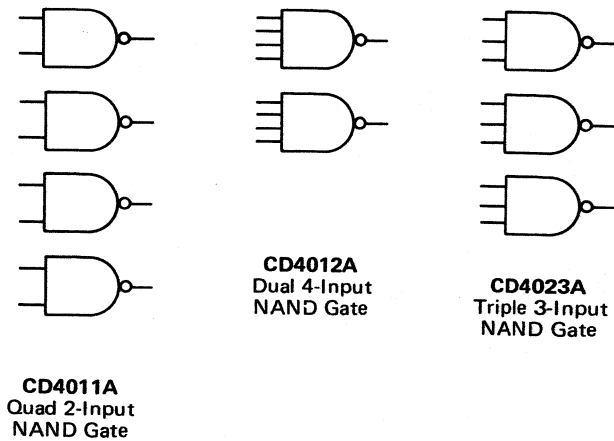 CD4012A
Dual 4-Input
NAND Gate
CD4023A
Triple 3-Input
NAND Gate
CD4011A
Quad 2-Input
NAND Gate